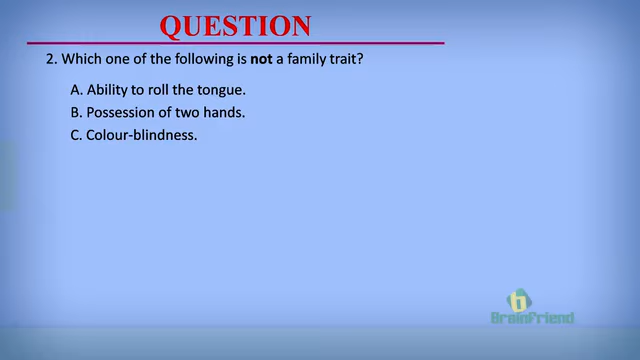 QUESTION
2. Which one of the following is not a family trait?
A. Ability to roll the tongue.
B. Possession of two hands.
C. Colour-blindness.
b
BrainFriend